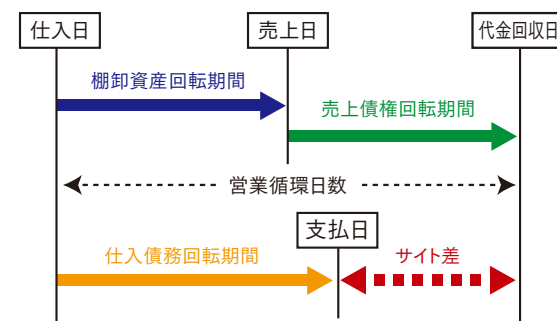 仕入日
売上日
代金回収日
棚卸資産回転期間
売上債権回転期間
営業循環日数
支払日
仕入債務回転期間
サイト差